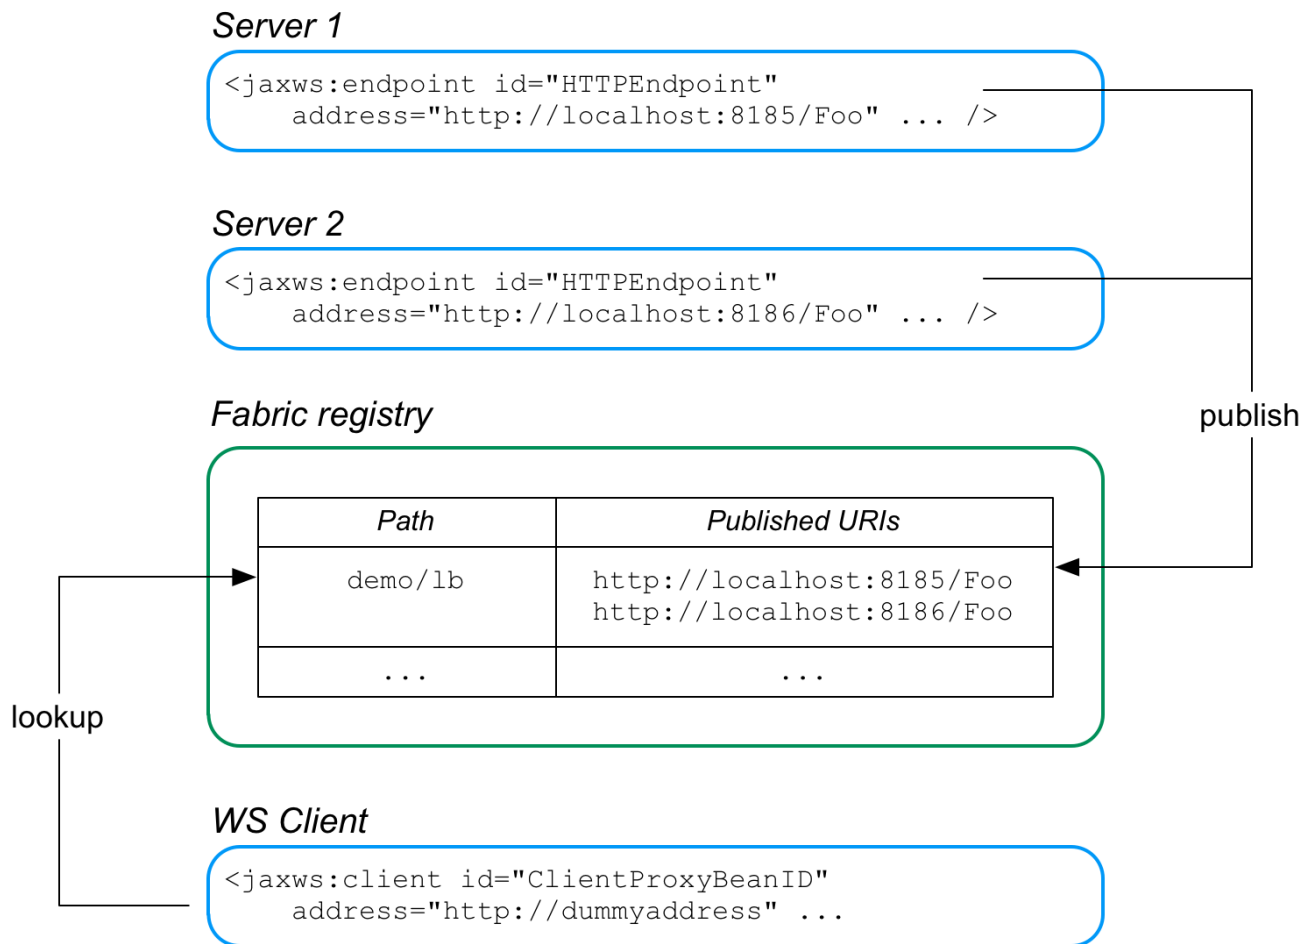 Server 1
<jaxws:endpoint id="HTTPEndpoint"
address="http://localhost:8185/Foo" ... />
Server 2
<jaxws:endpoint id="HTTPEndpoint"
address="http://localhost:8186/Foo" ... />
Fabric registry
publish
Path Published URIs
demo/lb http://localhost:8185/Foo
http://localhost:8186/Foo
... ...
lookup
WS Client
<jaxws:client id="ClientProxyBeanID"
address="http://dummyaddress" ...